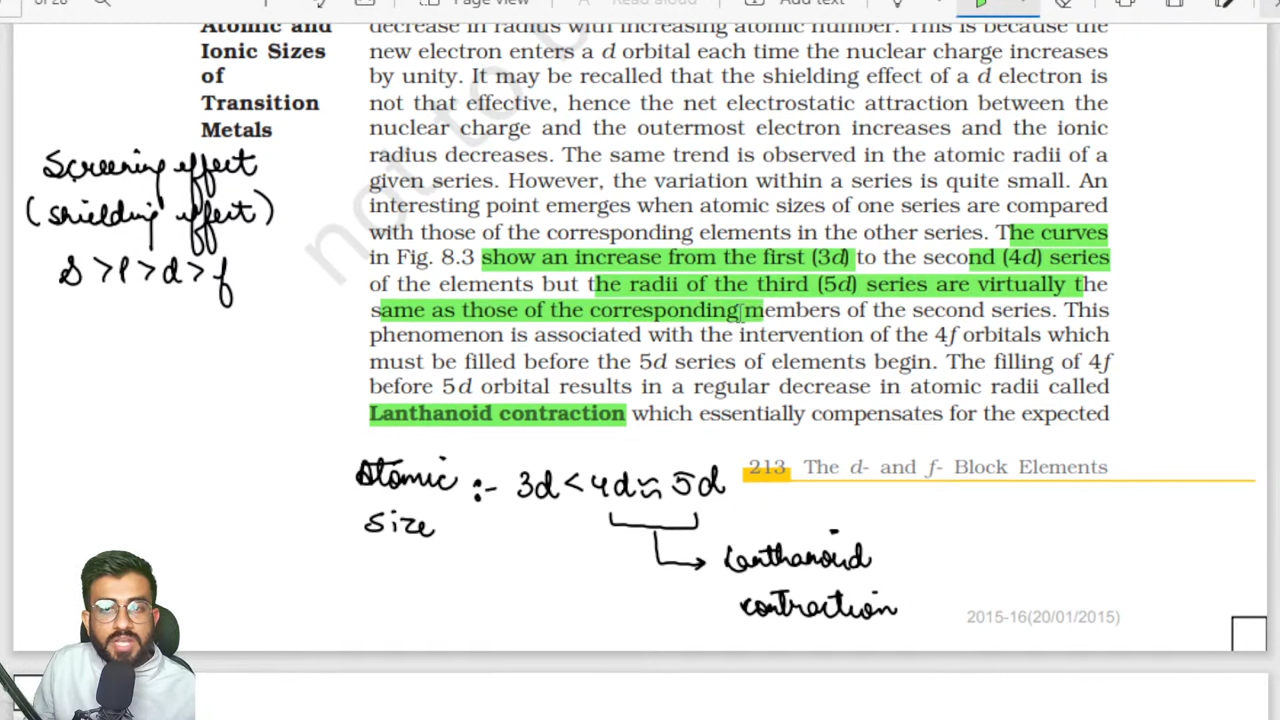 of 28
Page view
A
Read aloud
Add text
Atomic and
Ionic Sizes
of
Transition
Metals
decrease in radius with increasing atomic number. This is because the
new electron enters a d orbital each time the nuclear charge increases
by unity. It may be recalled that the shielding effect of a d electron is
not that effective, hence the net electrostatic attraction between the
nuclear charge and the outermost electron increases and the ionic
radius decreases. The same trend is observed in the atomic radii of a
given series. However, the variation within a series is quite small. An
interesting point emerges when atomic sizes of one series are compared
with those of the corresponding elements in the other series. The curves
in Fig. 8.3 show an increase from the first (3d) to the second (4d) series
of the elements but the radii of the third (5d) series are virtually the
same as those of the corresponding members of the second series. This
phenomenon is associated with the intervention of the 4f orbitals which
must be filled before the 5d series of elements begin. The filling of 4f
before 5d orbital results in a regular decrease in atomic radii called
Lanthanoid contraction which essentially compensates for the expected
Screening effect
(shielding effect)
s > p > d > f
not to
213 The d- and f- Block Elements
Atomic :- 3d < 4d ≈ 5d
size
Lanthanoid
contraction
2015-16(20/01/2015)